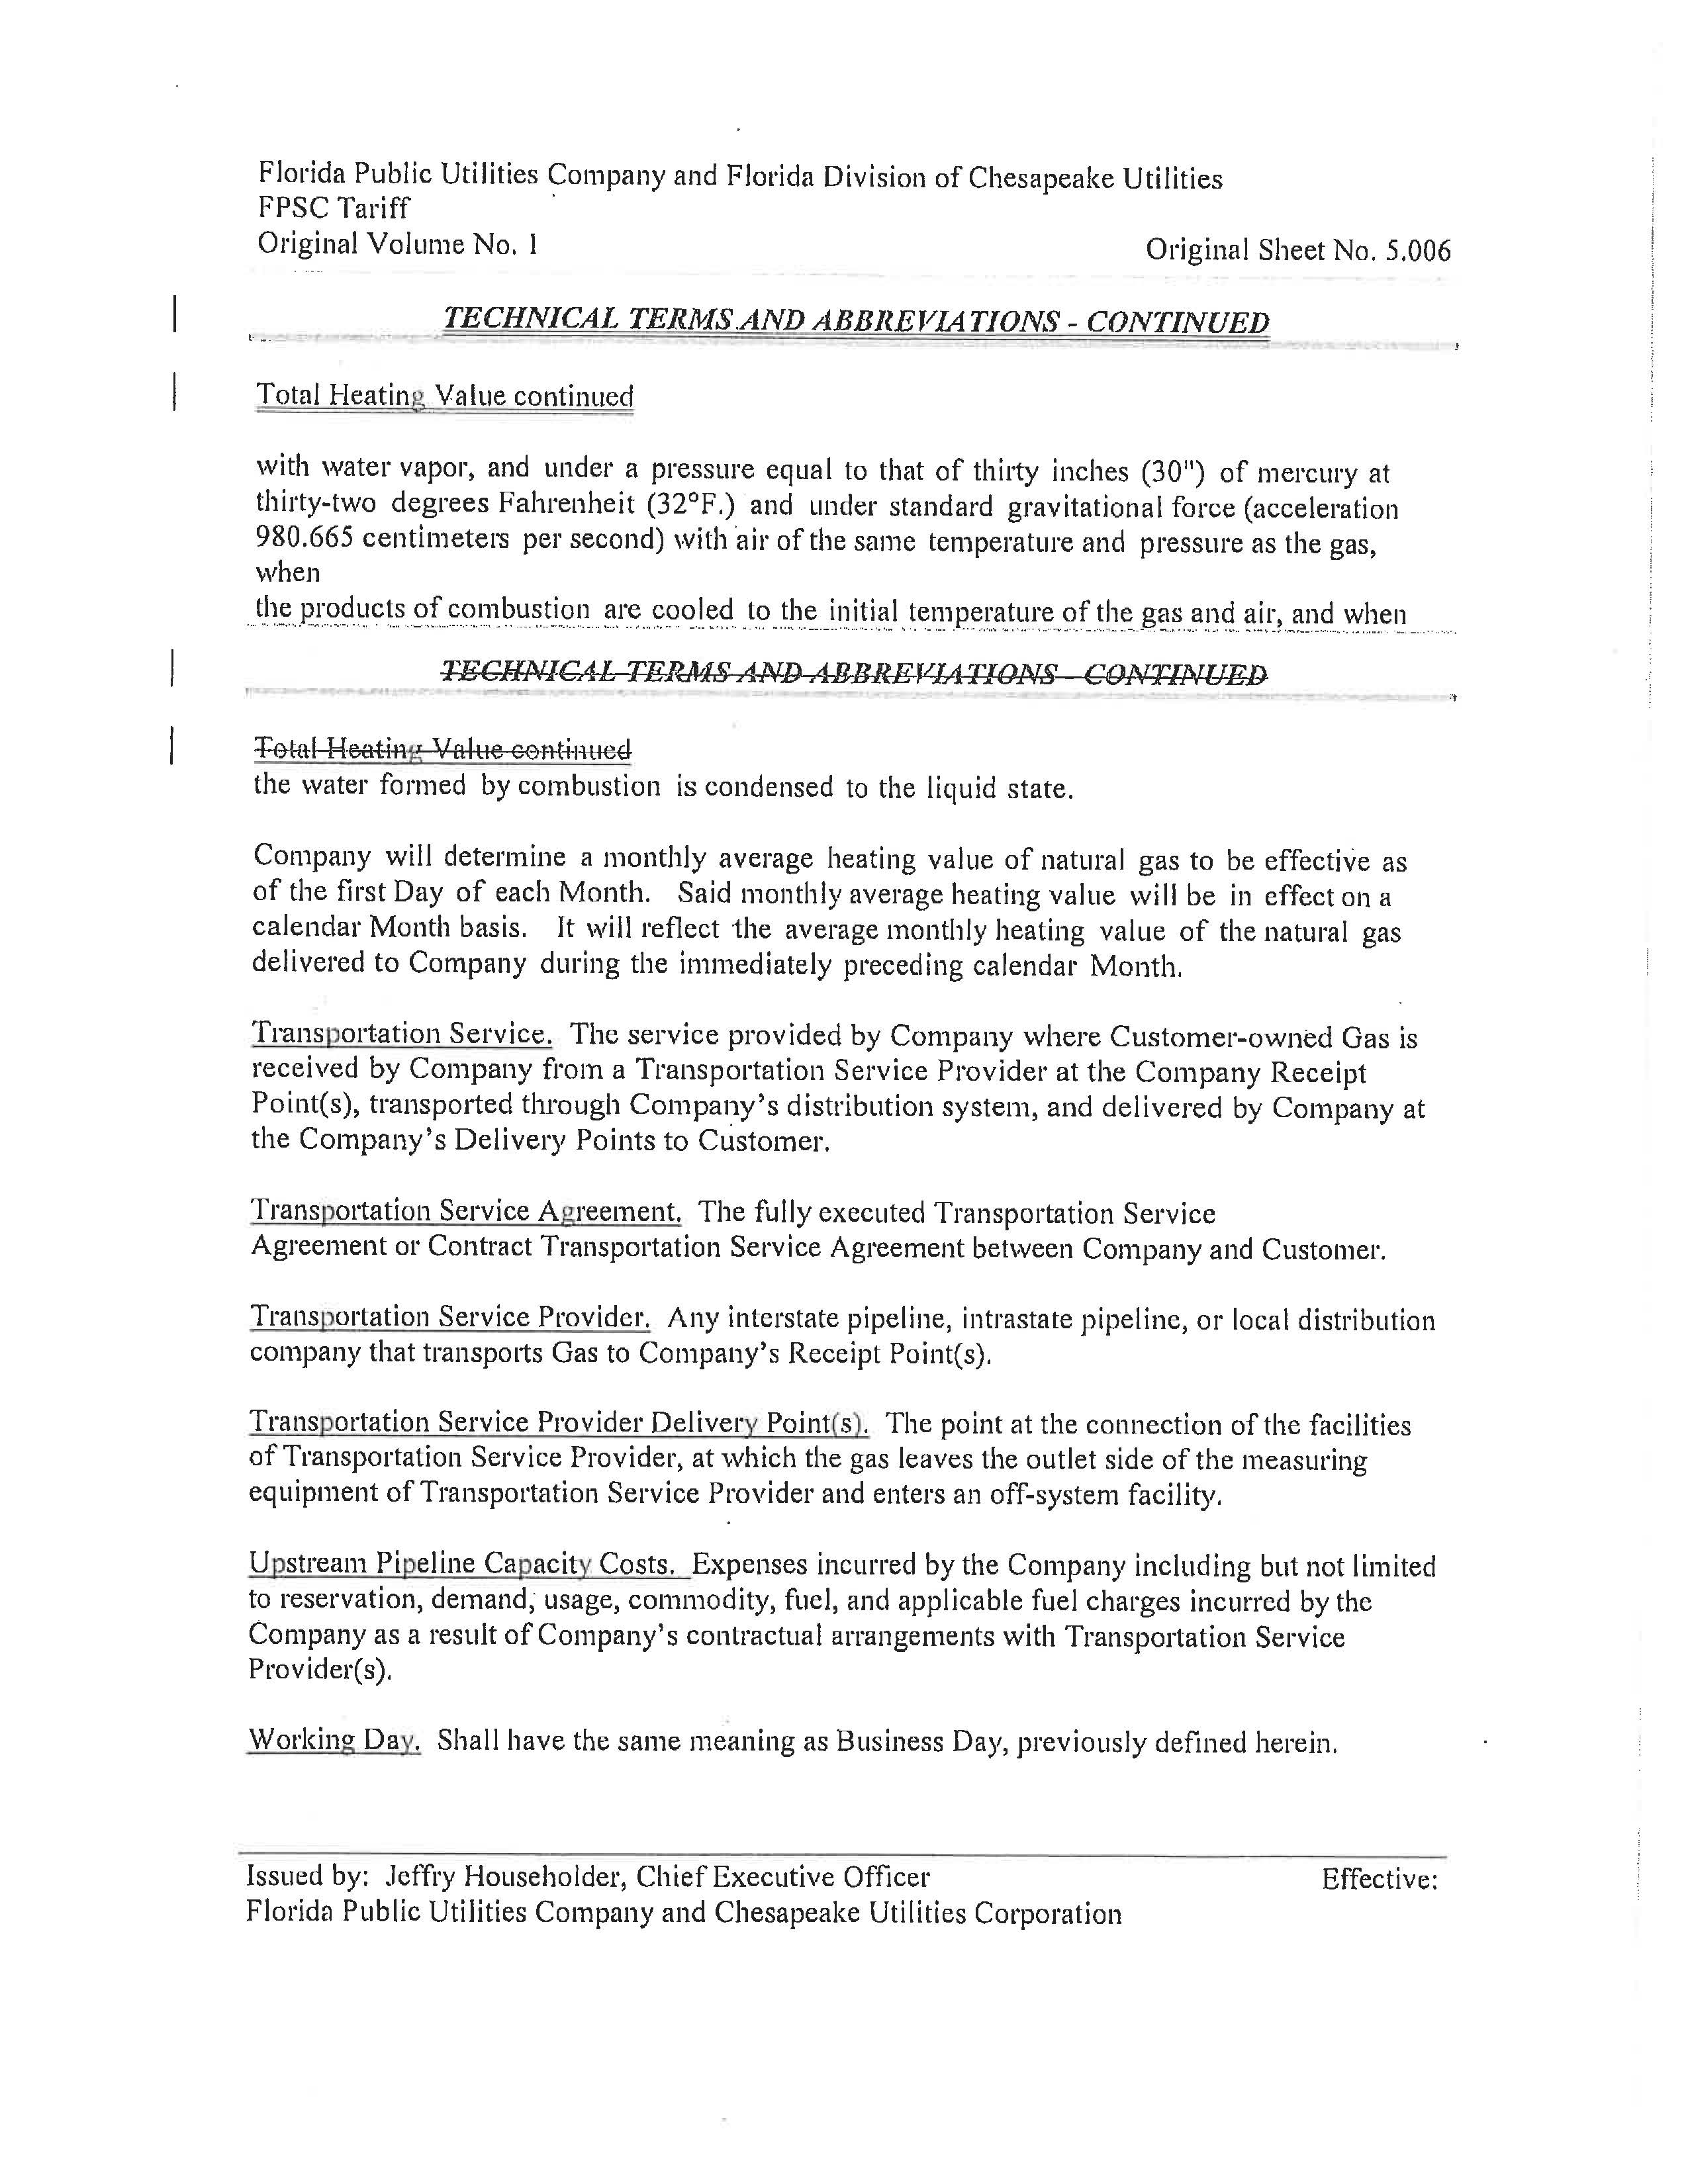 Florida Public Utilities Company and Florida Division of Chesapeake Utilities
FPSC Tariff
Original Volume No. 1
Original Sheet No. 5.006
TECHNICAL TERMS AND ABBREVIATIONS - CONTINUED
Total Heating Value continued
with water vapor, and under a pressure equal to that of thirty inches (30") of mercury at
thirty-two degrees Fahrenheit (32°F.) and under standard gravitational force (acceleration
980.665 centimeters per second) with air of the same temperature and pressure as the gas,
when
the products of combustion are cooled to the initial temperature of the gas and air, and when
TECHNICAL TERMS AND ABBREVIATIONS - CONTINUED
Total Heating Value continued
the water formed by combustion is condensed to the liquid state.
Company will determine a monthly average heating value of natural gas to be effective as
of the first Day of each Month. Said monthly average heating value will be in effect on a
calendar Month basis. It will reflect the average monthly heating value of the natural gas
delivered to Company during the immediately preceding calendar Month.
Transportation Service. The service provided by Company where Customer-owned Gas is
received by Company from a Transportation Service Provider at the Company Receipt
Point(s), transported through Company's distribution system, and delivered by Company at
the Company's Delivery Points to Customer.
Transportation Service Agreement. The fully executed Transportation Service
Agreement or Contract Transportation Service Agreement between Company and Customer.
Transportation Service Provider. Any interstate pipeline, intrastate pipeline, or local distribution
company that transports Gas to Company's Receipt Point(s).
Transportation Service Provider Delivery Point(s). The point at the connection of the facilities
of Transportation Service Provider, at which the gas leaves the outlet side of the measuring
equipment of Transportation Service Provider and enters an off-system facility.
Upstream Pipeline Capacity Costs. Expenses incurred by the Company including but not limited
to reservation, demand, usage, commodity, fuel, and applicable fuel charges incurred by the
Company as a result of Company's contractual arrangements with Transportation Service
Provider(s).
Working Day. Shall have the same meaning as Business Day, previously defined herein.
Issued by: Jeffry Householder, Chief Executive Officer
Effective:
Florida Public Utilities Company and Chesapeake Utilities Corporation